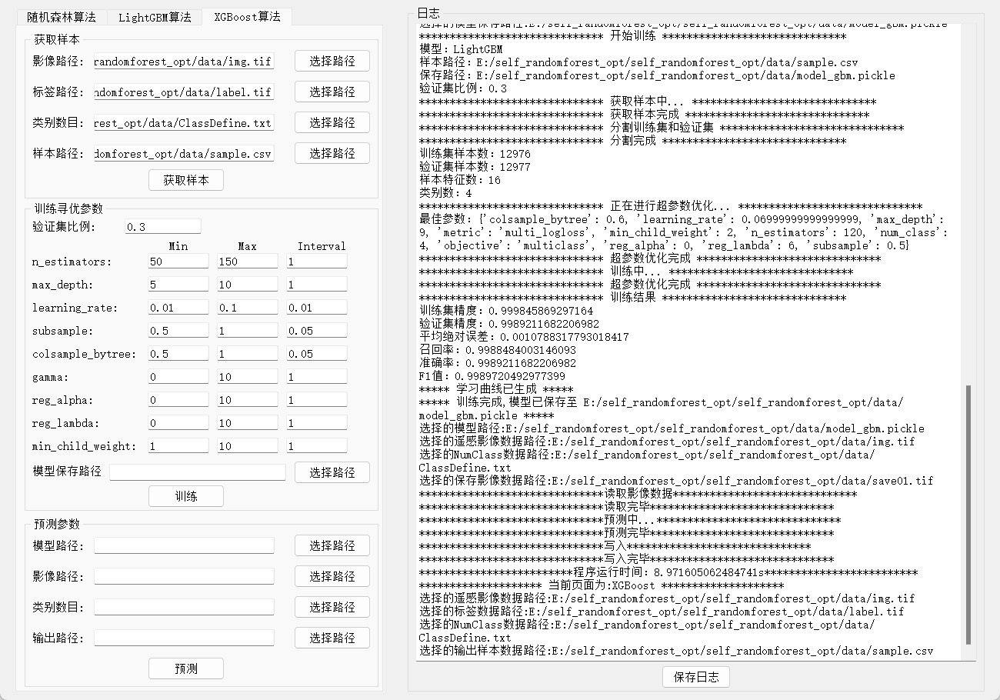 随机森林算法 LightGBM算法 XGBoost算法
获取样本
影像路径: randomforest_opt/data/img.tif 选择路径
标签路径: ndomforest_opt/data/label.tif 选择路径
类别数目: rest_opt/data/ClassDefine.txt 选择路径
样本路径: domforest_opt/data/sample.csv 选择路径
获取样本
训练寻优参数
验证集比例: 0.3
Min Max Interval
n_estimators: 50 150 1
max_depth: 5 10 1
learning_rate: 0.01 0.1 0.01
subsample: 0.5 1 0.05
colsample_bytree: 0.5 1 0.05
gamma: 0 10 1
reg_alpha: 0 10 1
reg_lambda: 0 10 1
min_child_weight: 1 10 1
模型保存路径 选择路径
训练
预测参数
模型路径: 选择路径
影像路径: 选择路径
类别数目: 选择路径
输出路径: 选择路径
预测
日志
选择的模型保存路径:E:/self_randomforest_opt/self_randomforest_opt/data/model_gbm.pickle
****************************** 开始训练 ******************************
模型: LightGBM
样本路径: E:/self_randomforest_opt/self_randomforest_opt/data/sample.csv
保存路径: E:/self_randomforest_opt/self_randomforest_opt/data/model_gbm.pickle
验证集比例: 0.3
****************************** 获取样本中... ******************************
****************************** 获取样本完成 ******************************
****************************** 分割训练集和验证集 ******************************
****************************** 分割完成 ******************************
训练集样本数: 12976
验证集样本数: 12977
样本特征数: 16
类别数: 4
****************************** 正在进行超参数优化... ******************************
最佳参数: {'colsample_bytree': 0.6, 'learning_rate': 0.06999999999999999, 'max_depth':
9, 'metric': 'multi_logloss', 'min_child_weight': 2, 'n_estimators': 120, 'num_class':
4, 'objective': 'multiclass', 'reg_alpha': 0, 'reg_lambda': 6, 'subsample': 0.5}
****************************** 超参数优化完成 ******************************
****************************** 训练中... ******************************
****************************** 超参数优化完成 ******************************
****************************** 训练结果 ******************************
训练集精度: 0.999845869297164
验证集精度: 0.9989211682206982
平均绝对误差: 0.0010788317793018417
召回率: 0.9988484003146093
准确率: 0.9989211682206982
F1值: 0.9989720492977399
***** 学习曲线已生成 *****
***** 训练完成,模型已保存至 E:/self_randomforest_opt/self_randomforest_opt/data/
model_gbm.pickle *****
选择的模型路径:E:/self_randomforest_opt/self_randomforest_opt/data/model_gbm.pickle
选择的遥感影像数据路径:E:/self_randomforest_opt/self_randomforest_opt/data/img.tif
选择的NumClass数据路径:E:/self_randomforest_opt/self_randomforest_opt/data/
ClassDefine.txt
选择的保存影像数据路径:E:/self_randomforest_opt/self_randomforest_opt/data/save01.tif
******************************读取影像数据******************************
******************************读取完毕******************************
******************************预测中...******************************
******************************预测完毕******************************
******************************写入******************************
******************************写入完毕******************************
*************************程序运行时间: 8.971605062484741s*************************
******************** 当前页面为:XGBoost ********************
选择的遥感影像数据路径:E:/self_randomforest_opt/self_randomforest_opt/data/img.tif
选择的标签数据路径:E:/self_randomforest_opt/self_randomforest_opt/data/label.tif
选择的NumClass数据路径:E:/self_randomforest_opt/self_randomforest_opt/data/
ClassDefine.txt
选择的输出样本数据路径:E:/self_randomforest_opt/self_randomforest_opt/data/sample.csv
保存日志